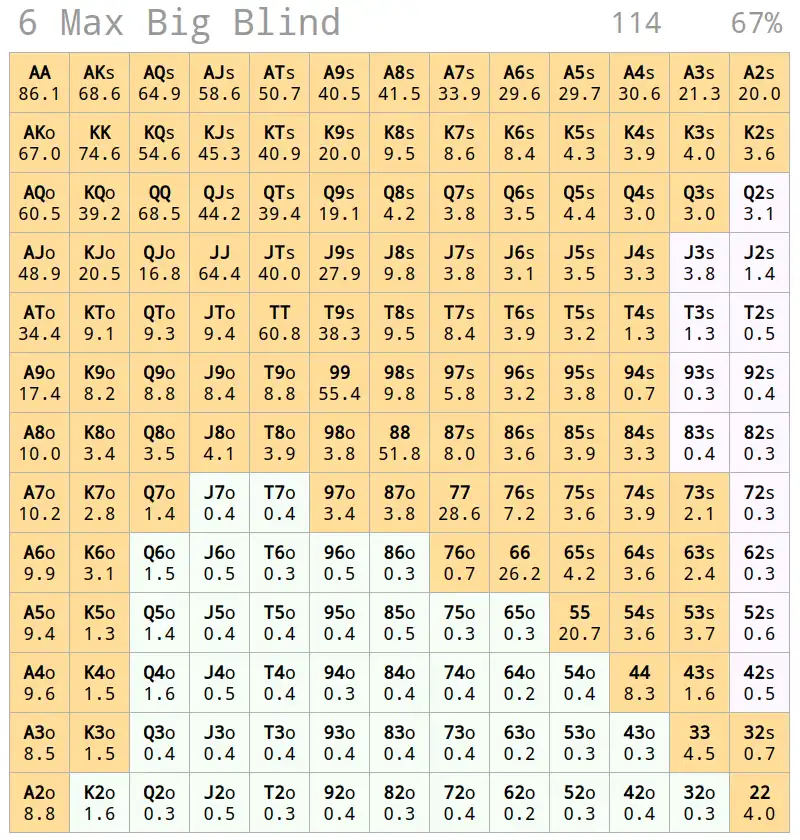 6 Max Big Blind 114 67%
AA AKs AQs AJs ATs A9s A8s A7s A6s A5s A4s A3s A2s
86.1 68.6 64.9 58.6 50.7 40.5 41.5 33.9 29.6 29.7 30.6 21.3 20.0
AKo KK KQs KJs KTs K9s K8s K7s K6s K5s K4s K3s K2s
67.0 74.6 54.6 45.3 40.9 20.0 9.5 8.6 8.4 4.3 3.9 4.0 3.6
AQo KQo QQ QJs QTs Q9s Q8s Q7s Q6s Q5s Q4s Q3s Q2s
60.5 39.2 68.5 44.2 39.4 19.1 4.2 3.8 3.5 4.4 3.0 3.0 3.1
AJo KJo QJo JJ JTs J9s J8s J7s J6s J5s J4s J3s J2s
48.9 20.5 16.8 64.4 40.0 27.9 9.8 3.8 3.1 3.5 3.3 3.8 1.4
ATo KTo QTo JTo TT T9s T8s T7s T6s T5s T4s T3s T2s
34.4 9.1 9.3 9.4 60.8 38.3 9.5 8.4 3.9 3.2 1.3 1.3 0.5
A9o K9o Q9o J9o T9o 99 98s 97s 96s 95s 94s 93s 92s
17.4 8.2 8.8 8.4 8.8 55.4 9.8 5.8 3.2 3.8 0.7 0.3 0.4
A8o K8o Q8o J8o T8o 98o 88 87s 86s 85s 84s 83s 82s
10.0 3.4 3.5 4.1 3.9 3.8 51.8 8.0 3.6 3.9 3.3 0.4 0.3
A7o K7o Q7o J7o T7o 97o 87o 77 76s 75s 74s 73s 72s
10.2 2.8 1.4 0.4 0.4 3.4 3.8 28.6 7.2 3.6 3.9 2.1 0.3
A6o K6o Q6o J6o T6o 96o 86o 76o 66 65s 64s 63s 62s
9.9 3.1 1.5 0.5 0.3 0.5 0.3 0.7 26.2 4.2 3.6 2.4 0.3
A5o K5o Q5o J5o T5o 95o 85o 75o 65o 55 54s 53s 52s
9.4 1.3 1.4 0.4 0.4 0.4 0.5 0.3 0.3 20.7 3.6 3.7 0.6
A4o K4o Q4o J4o T4o 94o 84o 74o 64o 54o 44 43s 42s
9.6 1.5 1.6 0.5 0.4 0.3 0.4 0.4 0.2 0.4 8.3 1.6 0.5
A3o K3o Q3o J3o T3o 93o 83o 73o 63o 53o 43o 33 32s
8.5 1.5 0.4 0.4 0.4 0.4 0.4 0.4 0.2 0.3 0.3 4.5 0.7
A2o K2o Q2o J2o T2o 92o 82o 72o 62o 52o 42o 32o 22
8.8 1.6 0.3 0.5 0.3 0.4 0.3 0.4 0.2 0.3 0.4 0.3 4.0